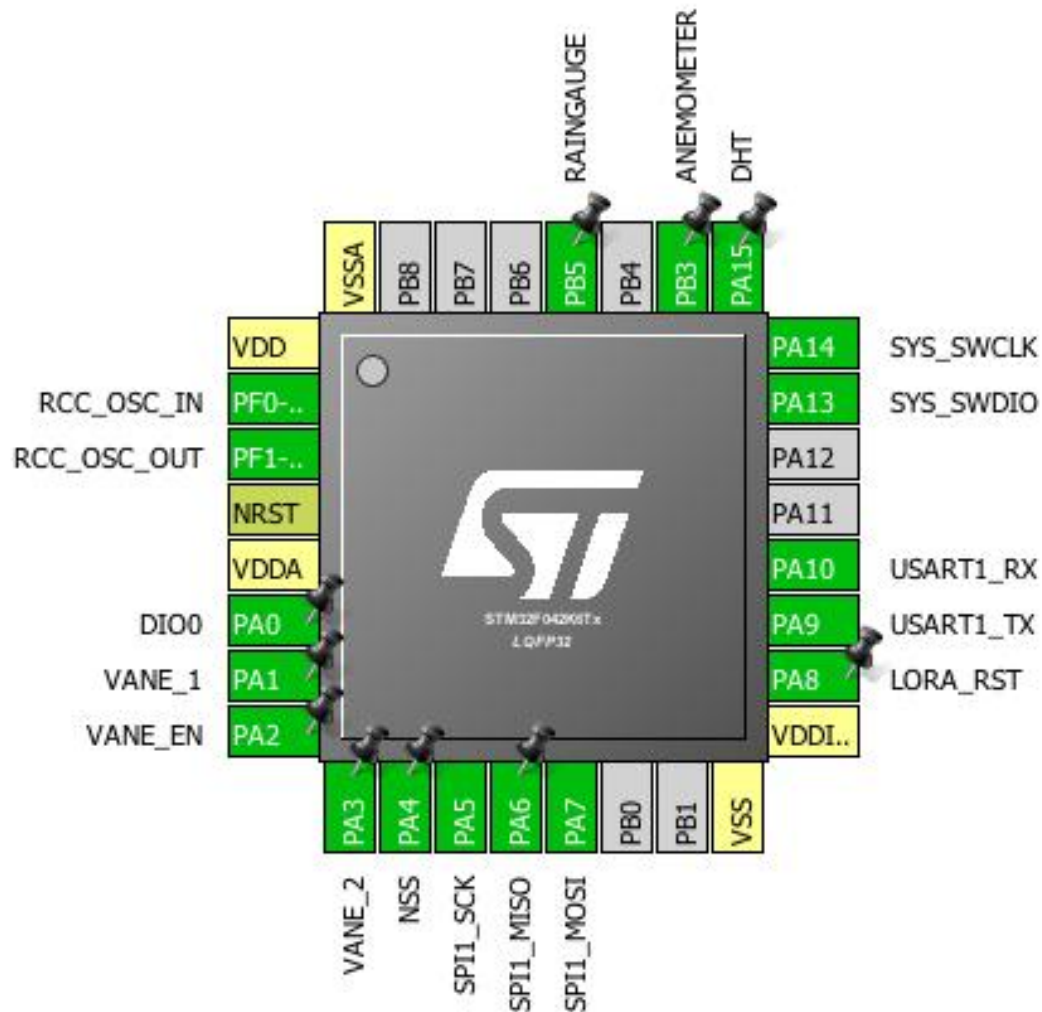 RAINGAUGE
ANEMOMETER
DHT
VSSA
PB8
PB7
PB6
PB5
PB4
PB3
PA15
VDD
RCC_OSC_IN PF0-..
RCC_OSC_OUT PF1-..
NRST
VDDA
DIO0 PA0
VANE_1 PA1
VANE_EN PA2
PA14 SYS_SWCLK
PA13 SYS_SWDIO
PA12
PA11
PA10 USART1_RX
PA9 USART1_TX
PA8 LORA_RST
VDDI..
ST
STM32F042K6Tx
LQFP32
PA3
PA4
PA5
PA6
PA7
PB0
PB1
VSS
VANE_2
NSS
SPI1_SCK
SPI1_MISO
SPI1_MOSI